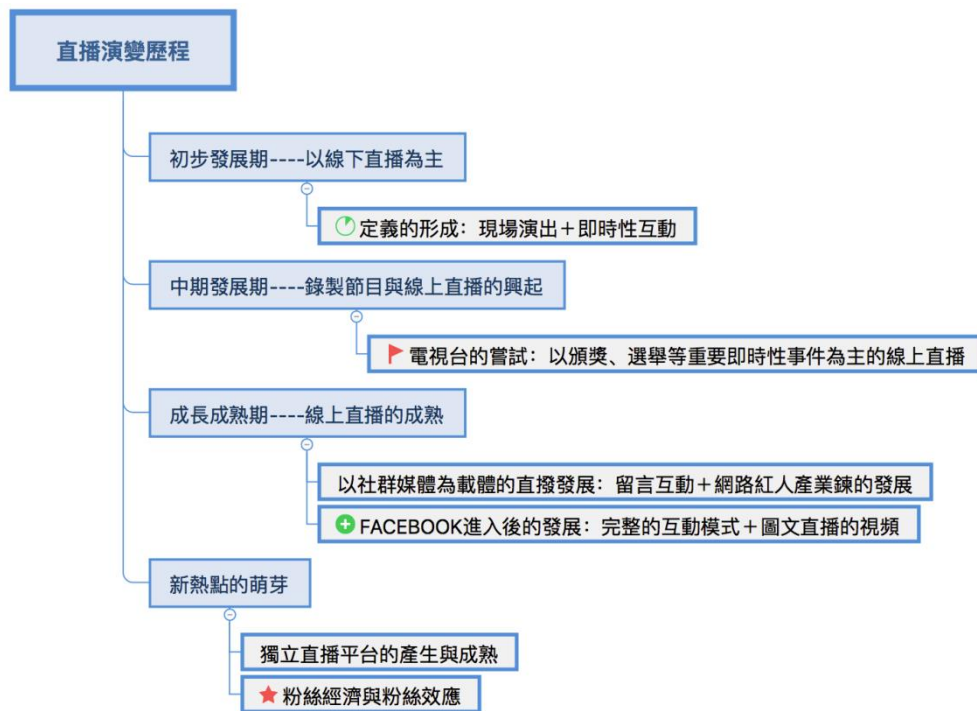 直播演變歷程
初步發展期----以線下直播為主
定義的形成：現場演出＋即時性互動
中期發展期----錄製節目與線上直播的興起
電視台的嘗試：以頒獎、選舉等重要即時性事件為主的線上直播
成長成熟期----線上直播的成熟
以社群媒體為載體的直撥發展：留言互動＋網路紅人產業鍊的發展
FACEBOOK進入後的發展：完整的互動模式＋圖文直播的視頻
新熱點的萌芽
獨立直播平台的產生與成熟
粉絲經濟與粉絲效應